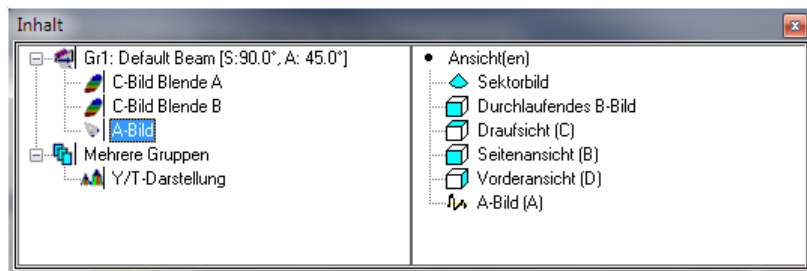 Inhalt
Gr1: Default Beam [S:90.0°, A: 45.0°]
C-Bild Blende A
C-Bild Blende B
A-Bild
Mehrere Gruppen
Y/T-Darstellung
Ansicht(en)
Sektorbild
Durchlaufendes B-Bild
Draufsicht (C)
Seitenansicht (B)
Vorderansicht (D)
A-Bild (A)